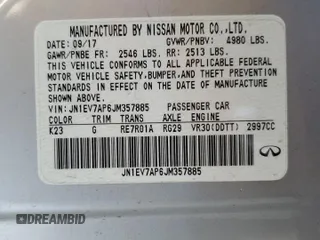 MANUFACTURED BY NISSAN MOTOR CO.,LTD.
DATE: 09/17 GVWR/PNBV: 4980 LBS.
GAWR/PNBE FR: 2546 LBS. RR: 2513 LBS.
THIS VEHICLE CONFORMS TO ALL APPLICABLE FEDERAL
MOTOR VEHICLE SAFETY,BUMPER,AND THEFT PREVENTION
STANDARDS IN EFFECT ON THE DATE OF MANUFACTURE
SHOWN ABOVE.
JN1EV7AP6JM357885 PASSENGER CAR
COLOR TRIM TRANS AXLE ENGINE
K23 G RE7R01A RG29 VR30(DDTT) 2997CC
JN1EV7AP6JM357885
INFINITI
© DREAMBID